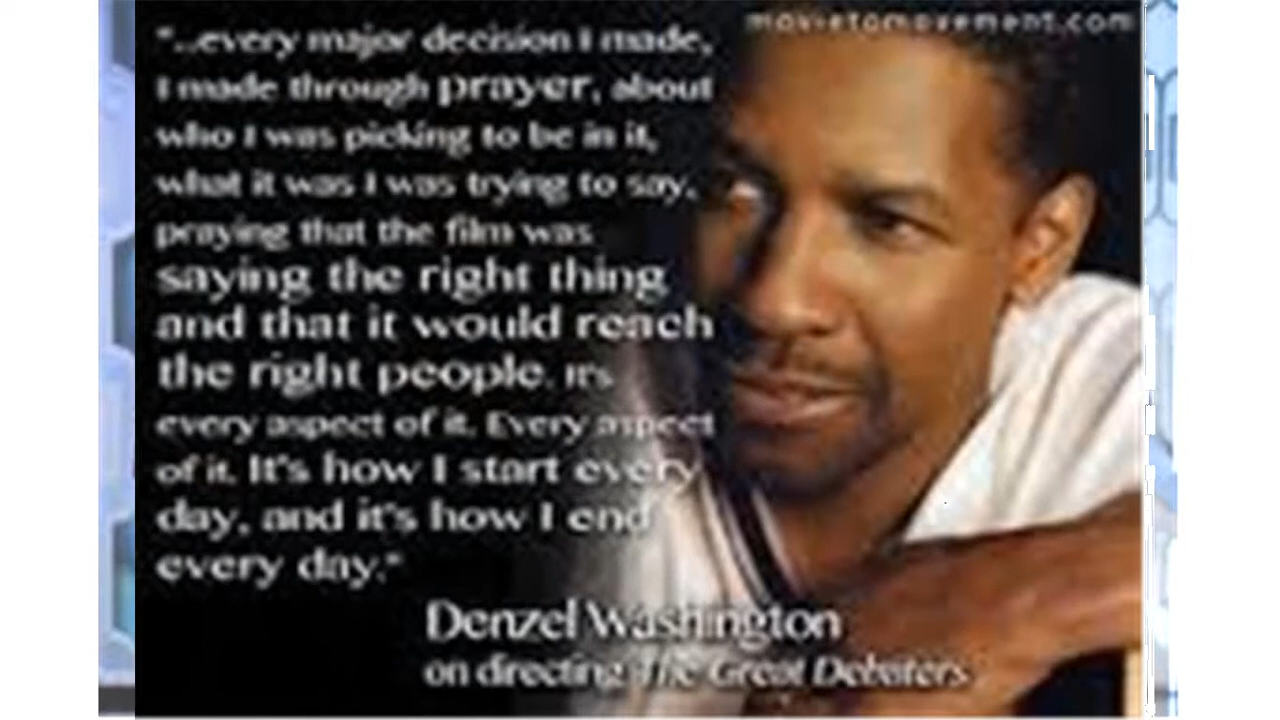 movietomovement.com
"...every major decision I made,
I made through prayer, about
who I was picking to be in it,
what it was I was trying to say,
praying that the film was
saying the right thing
and that it would reach
the right people. It's
every aspect of it. Every aspect
of it. It's how I start every
day, and it's how I end
every day."
Denzel Washington
on directing The Great Debaters